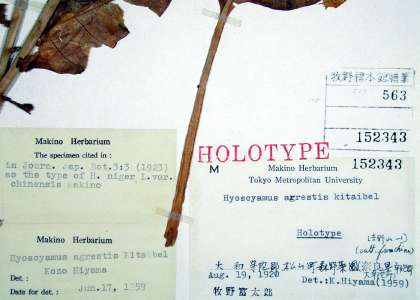 牧野標本館標本
563
152343
HOLOTYPE
M
152343
Makino Herbarium
Tokyo Metropolitan University
Hyoscyamus agrestis kitaibel
Holotype
Aug. 19, 1920
Det.:K.Hiyama(1959)
牧野富太郎
Makino Herbarium
The specimen cited in :
in Journ. Jap. Bot.3:3 (1923)
as the type of H. niger L.var.
chinensis makino
Makino Herbarium
Hyoscyamus agrestis kitaibel
Kozo Hiyama
Det. :
Date for det. : Jun.17, 1959